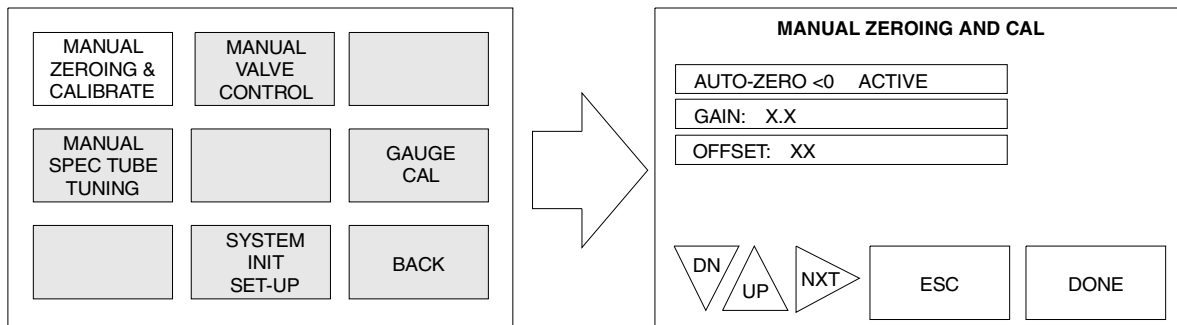 MANUAL
ZEROING &
CALIBRATE
MANUAL
VALVE
CONTROL
MANUAL
SPEC TUBE
TUNING
GAUGE
CAL
SYSTEM
INIT
SET-UP
BACK
MANUAL ZEROING AND CAL
AUTO-ZERO <0 ACTIVE
GAIN: X.X
OFFSET: XX
DN
UP
NXT
ESC
DONE